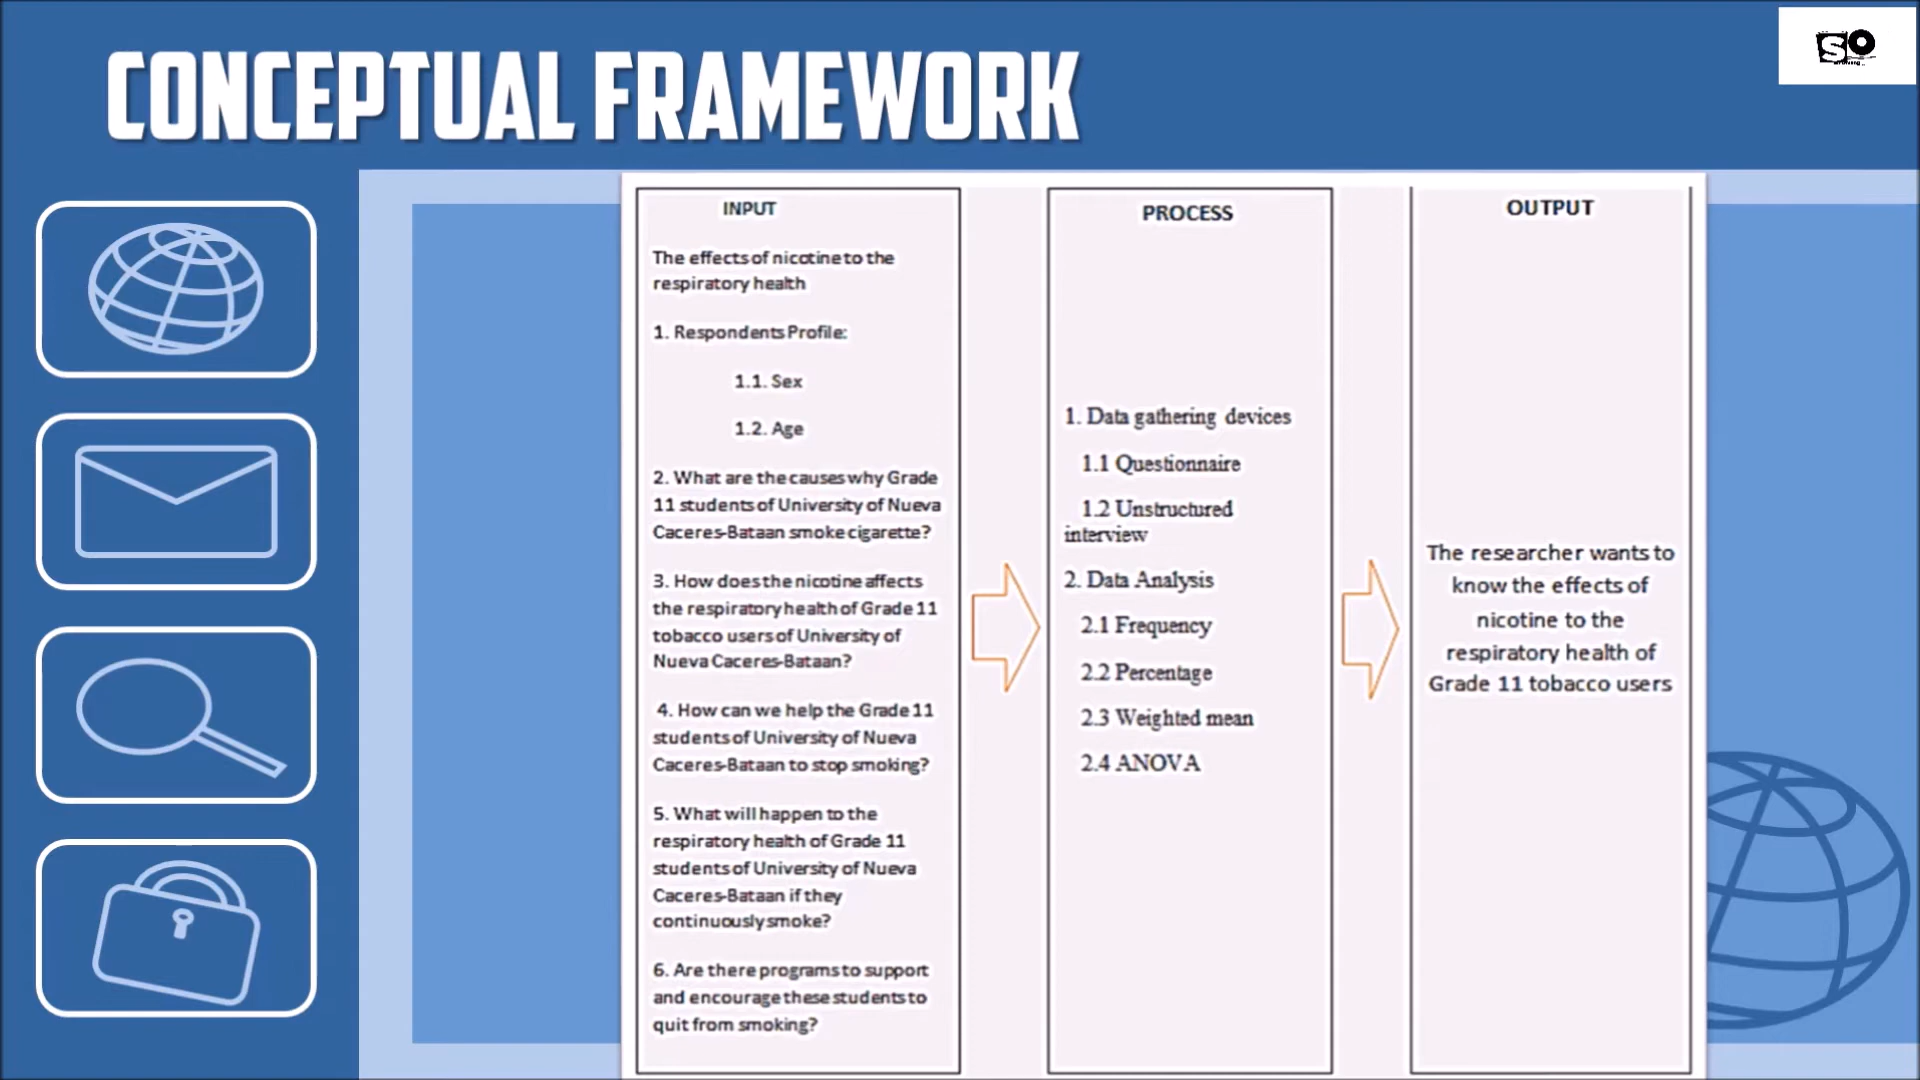 CONCEPTUAL FRAMEWORK
SO
INPUT
The effects of nicotine to the
respiratory health
1. Respondents Profile:
1.1. Sex
1.2. Age
2. What are the causes why Grade
11 students of University of Nueva
Caceres-Bataan smoke cigarette?
3. How does the nicotine affects
the respiratory health of Grade 11
tobacco users of University of
Nueva Caceres-Bataan?
4. How can we help the Grade 11
students of University of Nueva
Caceres-Bataan to stop smoking?
5. What will happen to the
respiratory health of Grade 11
students of University of Nueva
Caceres-Bataan if they
continuously smoke?
6. Are there programs to support
and encourage these students to
quit from smoking?
PROCESS
1. Data gathering devices
1.1 Questionnaire
1.2 Unstructured
interview
2. Data Analysis
2.1 Frequency
2.2 Percentage
2.3 Weighted mean
2.4 ANOVA
OUTPUT
The researcher wants to
know the effects of
nicotine to the
respiratory health of
Grade 11 tobacco users